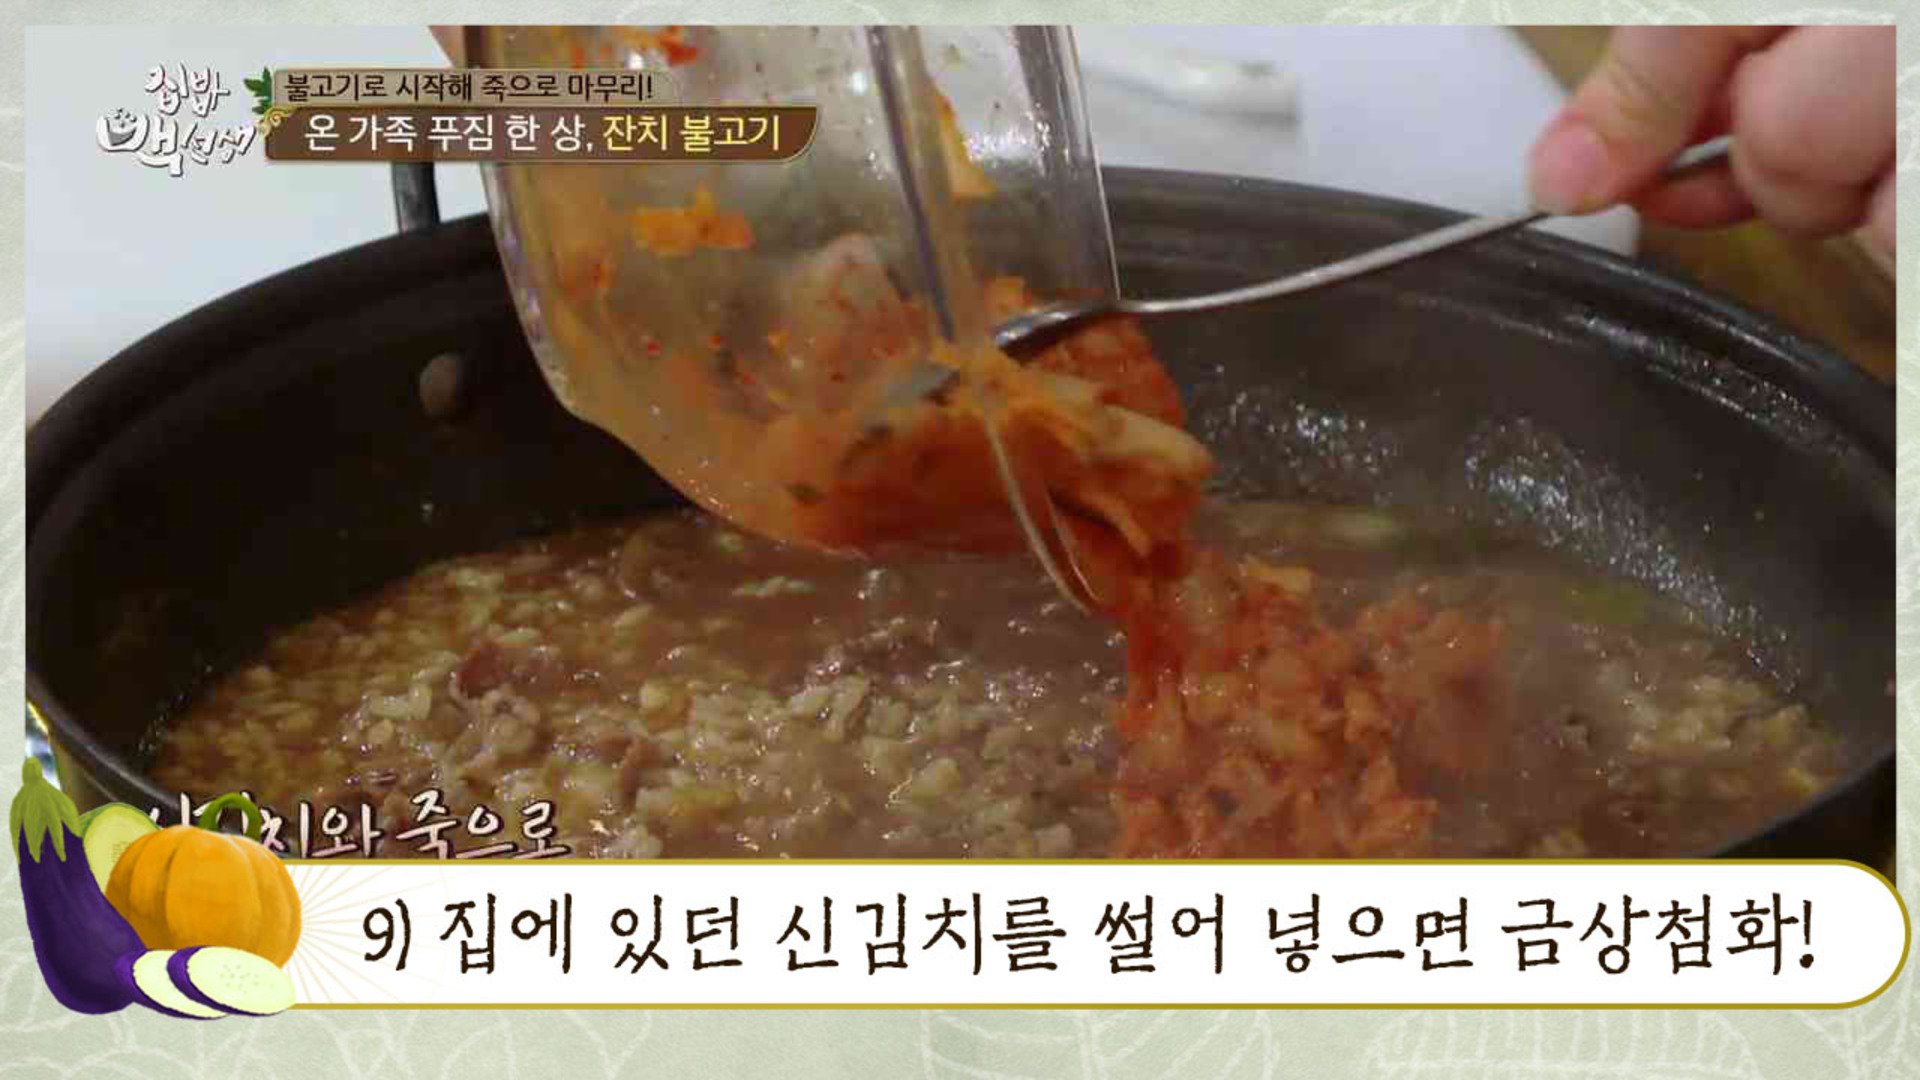 집밥
백선생
불고기로 시작해 죽으로 마무리!
온 가족 푸짐 한 상, 잔치 불고기
죽으로
9) 집에 있던 신김치를 썰어 넣으면 금상첨화!